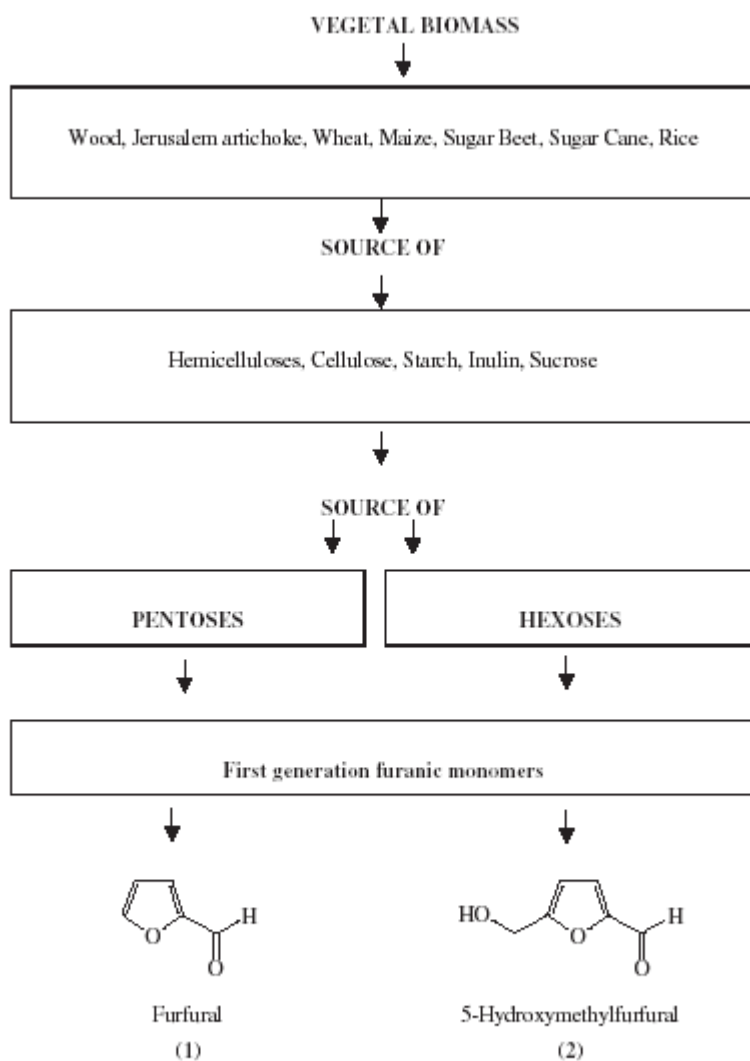 VEGETAL BIOMASS
Wood, Jerusalem artichoke, Wheat, Maize, Sugar Beet, Sugar Cane, Rice
SOURCE OF
Hemicelluloses, Cellulose, Starch, Inulin, Sucrose
SOURCE OF
PENTOSES
HEXOSES
First generation furanic monomers
O
H
O
HO
O
H
O
Furfural
5-Hydroxymethylfurfural
(1)
(2)